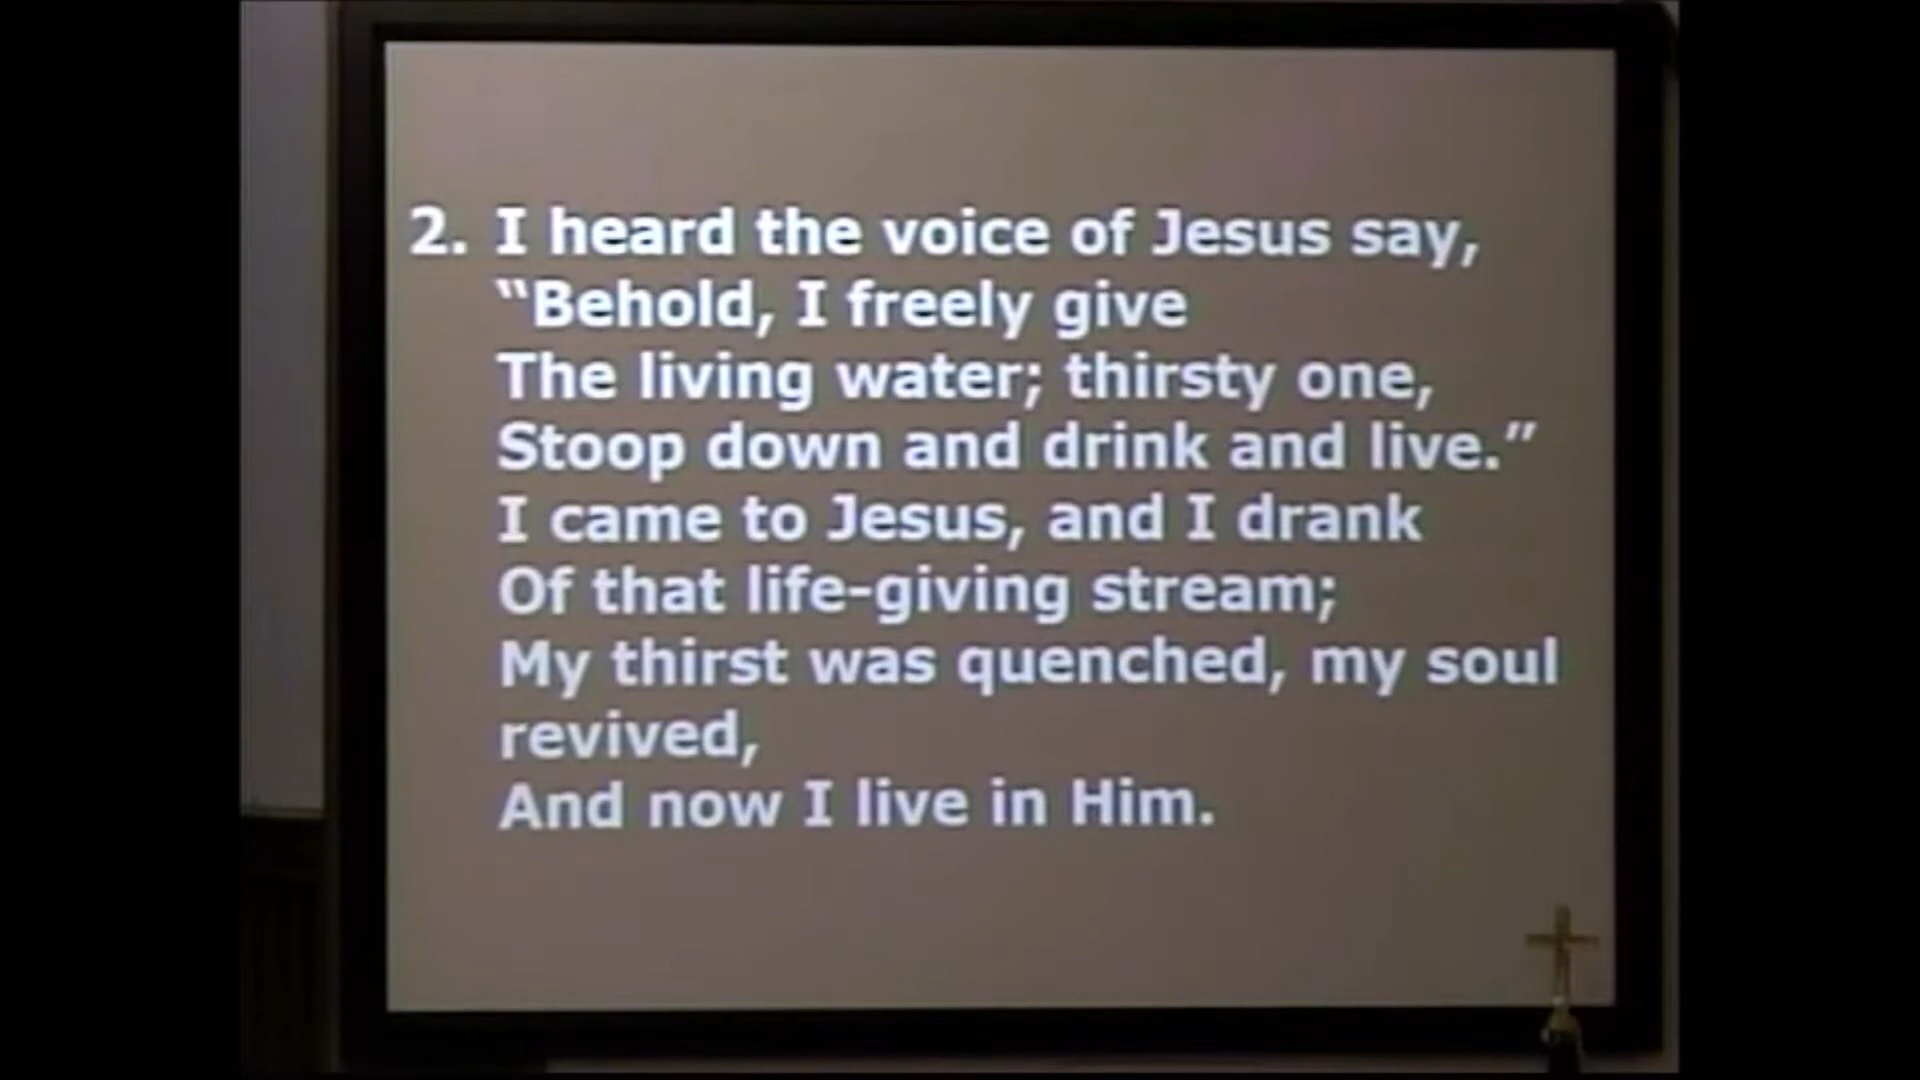 2. I heard the voice of Jesus say,
“Behold, I freely give
The living water; thirsty one,
Stoop down and drink and live.”
I came to Jesus, and I drank
Of that life-giving stream;
My thirst was quenched, my soul
revived,
And now I live in Him.